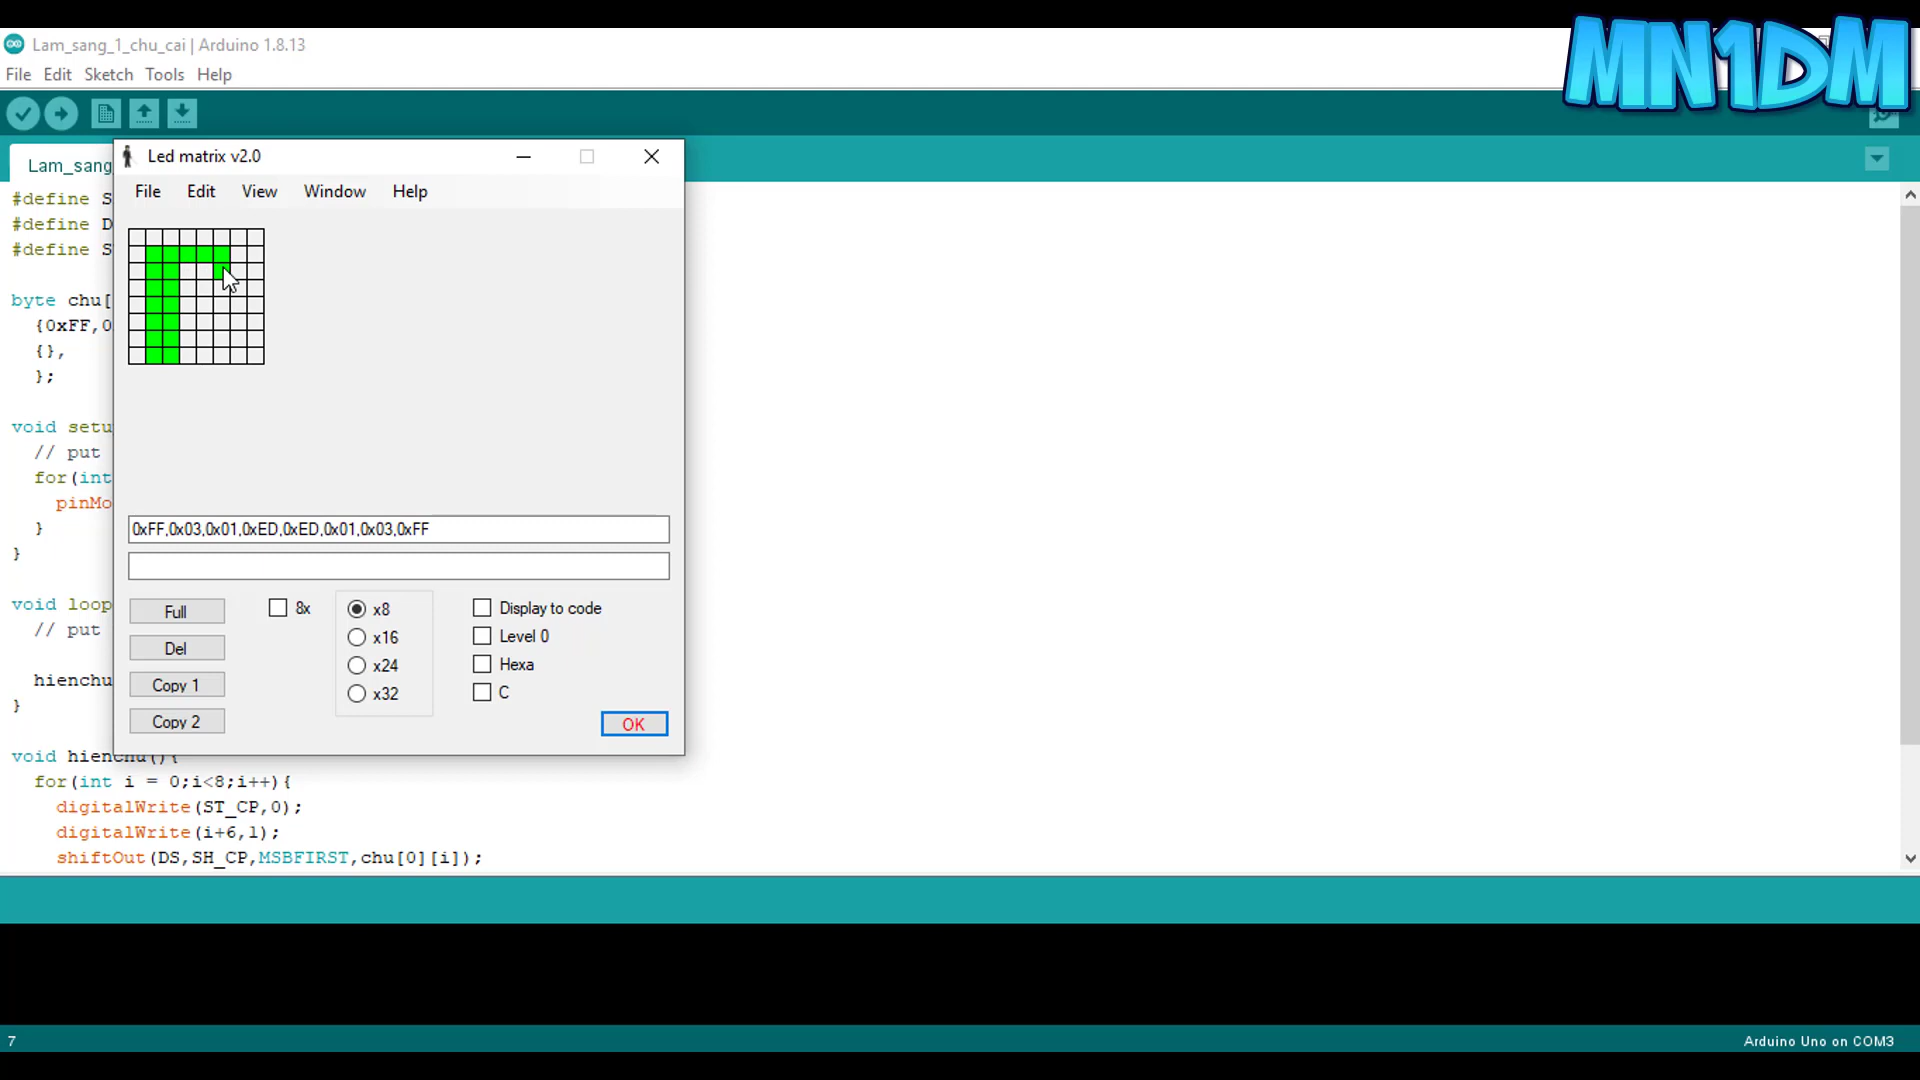 Lam_sang_1_chu_cai | Arduino 1.8.13
MN1DM
File Edit Sketch Tools Help
Led matrix v2.0
Lam_sang
File Edit View Window Help
#define S
#define D
#define S
byte chu[
{0xFF,0
{},
};
void setu
// put
for(int
pinMo
}
}
0xFF,0x03,0x01,0xED,0xED,0x01,0x03,0xFF
void loop
// put
hienchu
}
Full
Del
Copy 1
Copy 2
8x
x8
x16
x24
x32
Display to code
Level 0
Hexa
C
OK
void hienchu(){
for(int i = 0;i<8;i++){
digitalWrite(ST_CP,0);
digitalWrite(i+6,1);
shiftOut(DS,SH_CP,MSBFIRST,chu[0][i]);
7
Arduino Uno on COM3